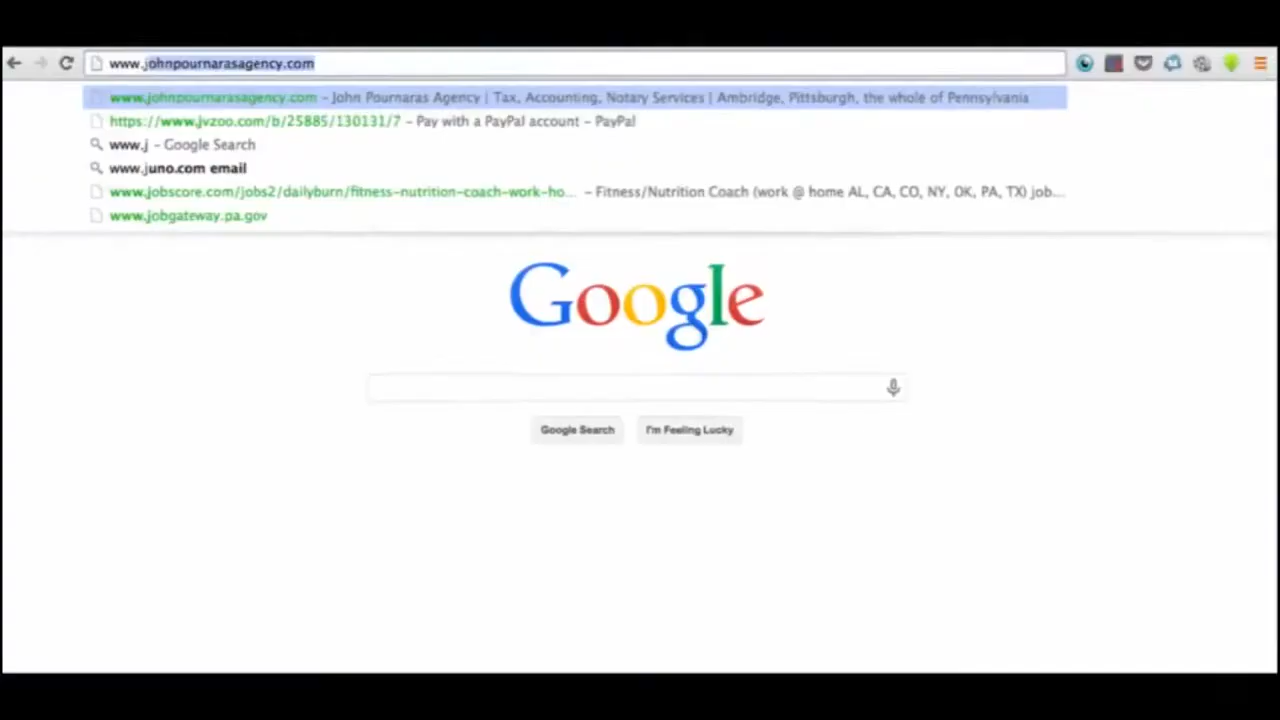 www.johnpournarasagency.com
www.johnpournarasagency.com – John Pournaras Agency | Tax, Accounting, Notary Services | Ambridge, Pittsburgh, the whole of Pennsylvania
https://www.jvzoo.com/b/25885/130131/7 – Pay with a PayPal account – PayPal
www.j – Google Search
www.juno.com email
www.jobscore.com/jobs2/dailyburn/fitness-nutrition-coach-work-ho... – Fitness/Nutrition Coach (work @ home AL, CA, CO, NY, OK, PA, TX) job...
www.jobgateway.pa.gov
Google
Google Search I'm Feeling Lucky